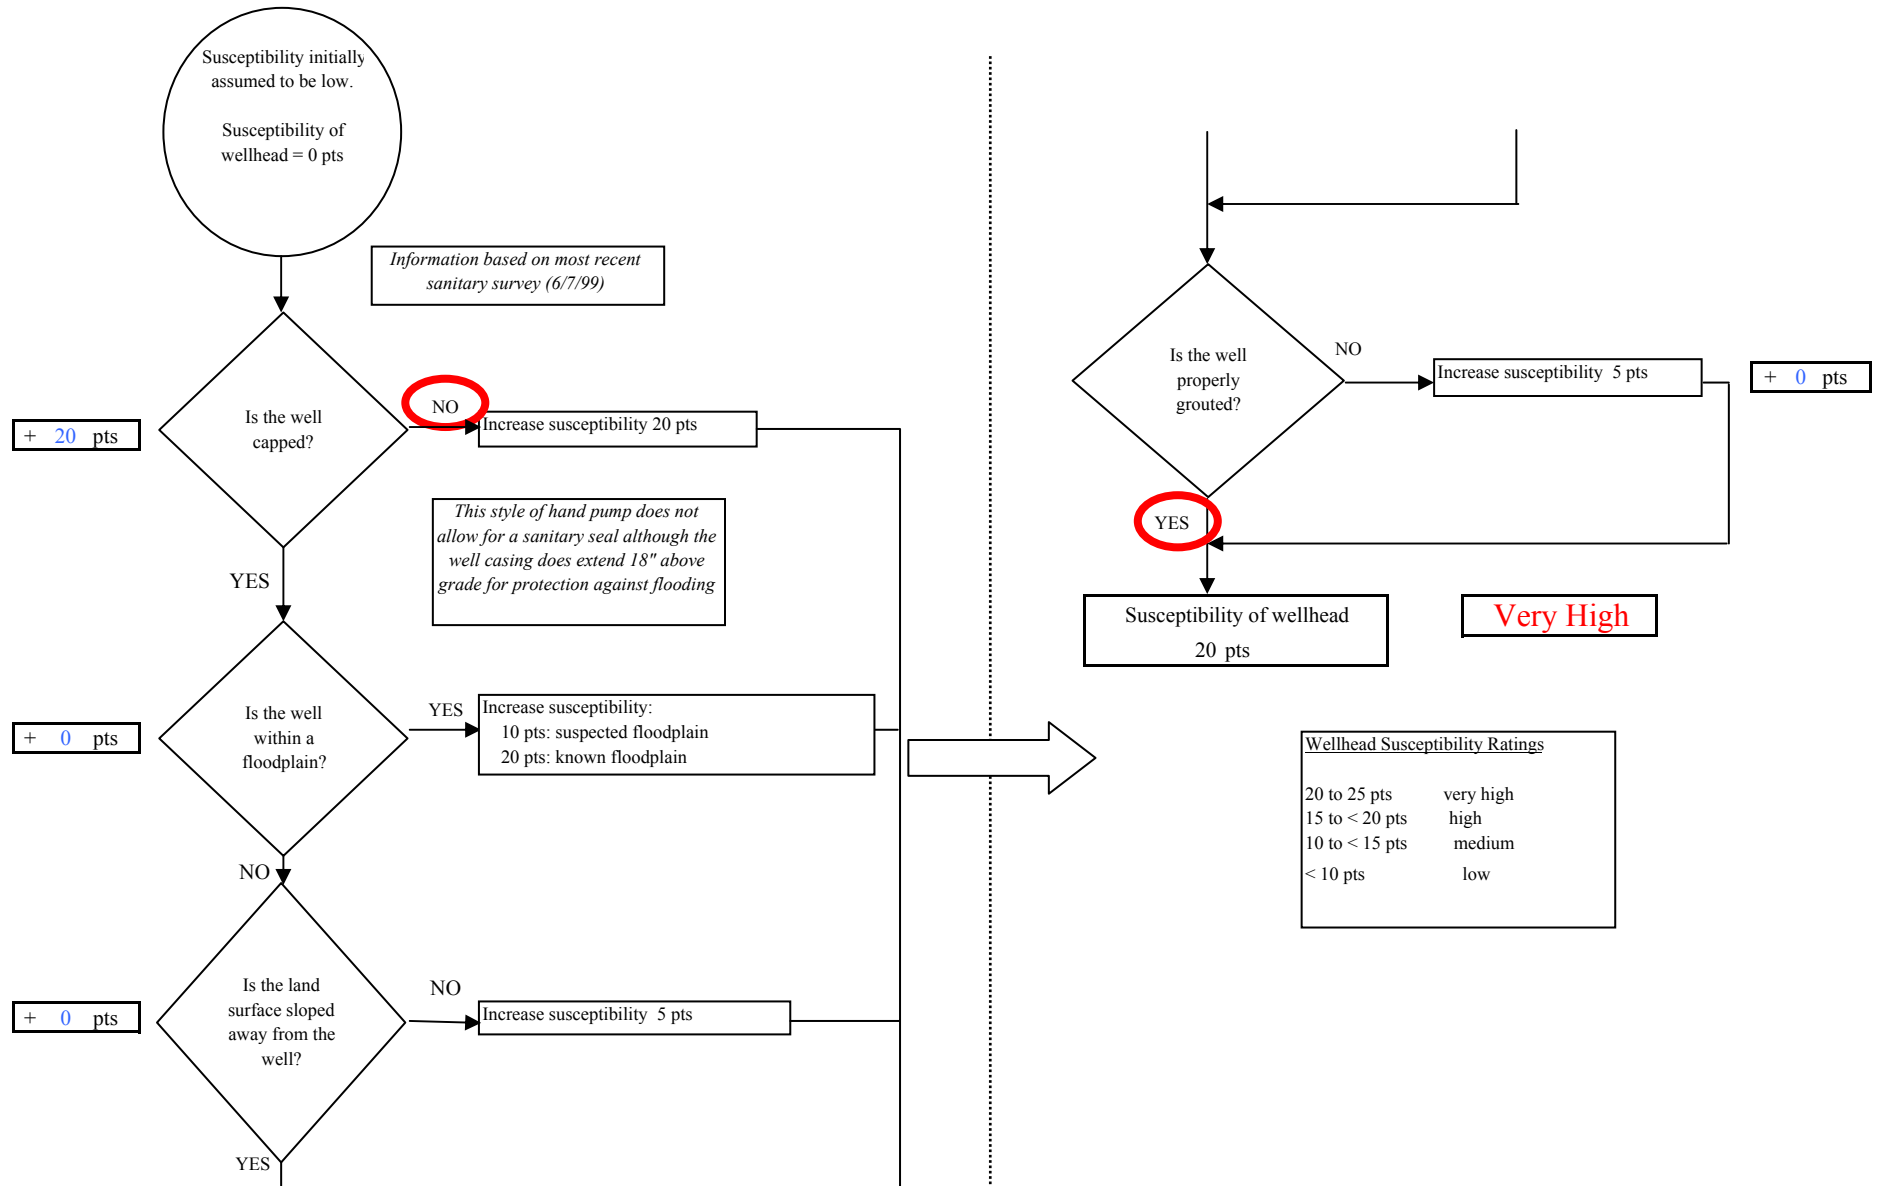 Susceptibility initially
assumed to be low.
Susceptibility of
wellhead = 0 pts
Information based on most recent
sanitary survey (6/7/99)
Is the well
capped?
NO
Increase susceptibility 20 pts
+ 20 pts
This style of hand pump does not
allow for a sanitary seal although the
well casing does extend 18" above
grade for protection against flooding
YES
Is the well
within a
floodplain?
YES
Increase susceptibility:
10 pts: suspected floodplain
20 pts: known floodplain
+ 0 pts
NO
Is the land
surface sloped
away from the
well?
NO
Increase susceptibility 5 pts
+ 0 pts
YES
Is the well
properly
grouted?
NO
Increase susceptibility 5 pts
+ 0 pts
YES
Susceptibility of wellhead
20 pts
Very High
Wellhead Susceptibility Ratings
20 to 25 pts very high
15 to < 20 pts high
10 to < 15 pts medium
< 10 pts low